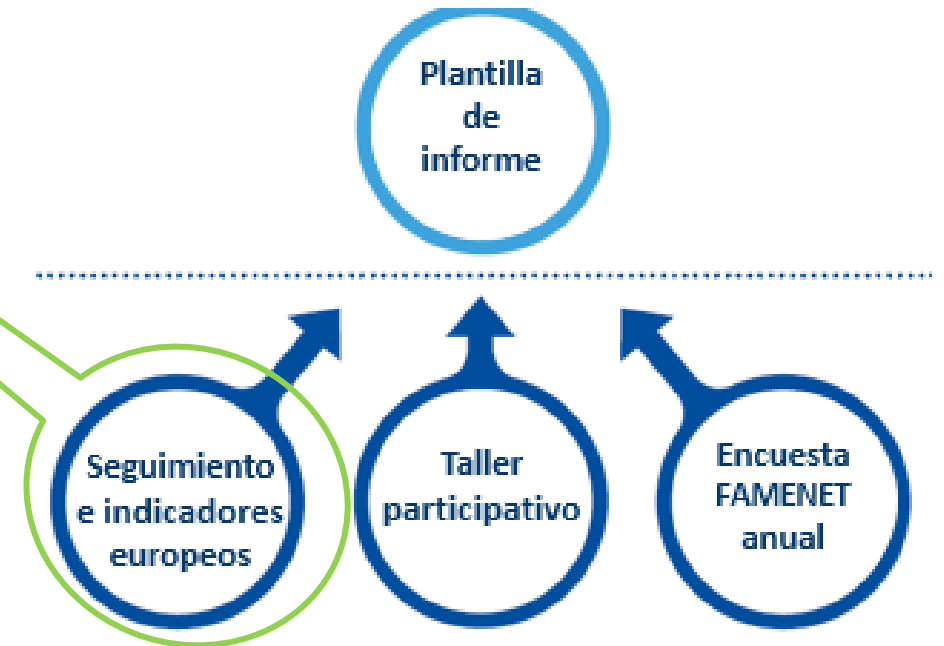 Plantilla
de
informe
Seguimiento
e indicadores
europeos
Taller
participativo
Encuesta
FAMENET
anual